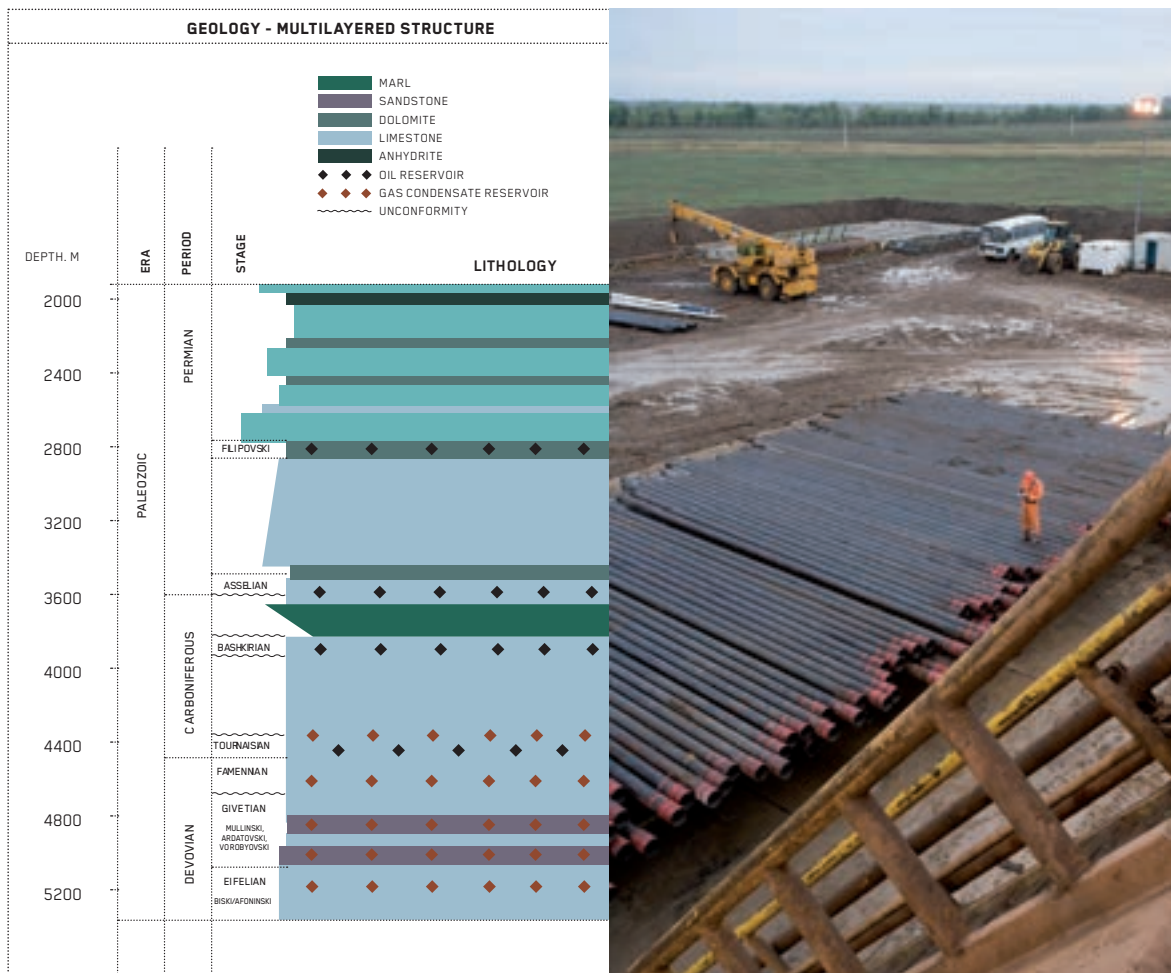 GEOLOGY - MULTILAYERED STRUCTURE
MARL
SANDSTONE
DOLOMITE
LIMESTONE
ANHYDRITE
OIL RESERVOIR
GAS CONDENSATE RESERVOIR
UNCONFORMITY
DEPTH. M
ERA
PERIOD
STAGE
LITHOLOGY
2000
2400
2800
3200
3600
4000
4400
4800
5200
PALEOZOIC
PERMIAN
CARBONIFEROUS
DEVOVIAN
FILIPOVSKI
ASSELIAN
BASHKIRIAN
TOURNAISIAN
FAMENNIAN
GIVETIAN
MULLINSKI,
ARDATOVSKI,
VOROBYOVSKI
EIFELIAN
BISKI/AFONINSKI